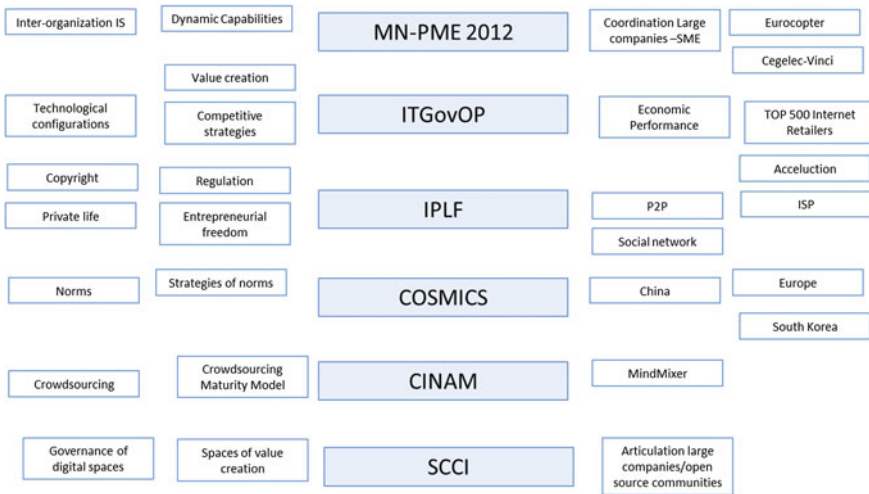 Inter-organization IS
Dynamic Capabilities
MN-PME 2012
Coordination Large
companies –SME
Eurocopter
Cegelec-Vinci
Value creation
Technological
configurations
Competitive
strategies
ITGovOP
Economic
Performance
TOP 500 Internet
Retailers
Acceluction
Copyright
Regulation
Private life
Entrepreneurial
freedom
IPLF
P2P
ISP
Social network
Norms
Strategies of norms
COSMICS
China
Europe
South Korea
Crowdsourcing
Crowdsourcing
Maturity Model
CINAM
MindMixer
Governance of
digital spaces
Spaces of value
creation
SCCI
Articulation large
companies/open
source communities